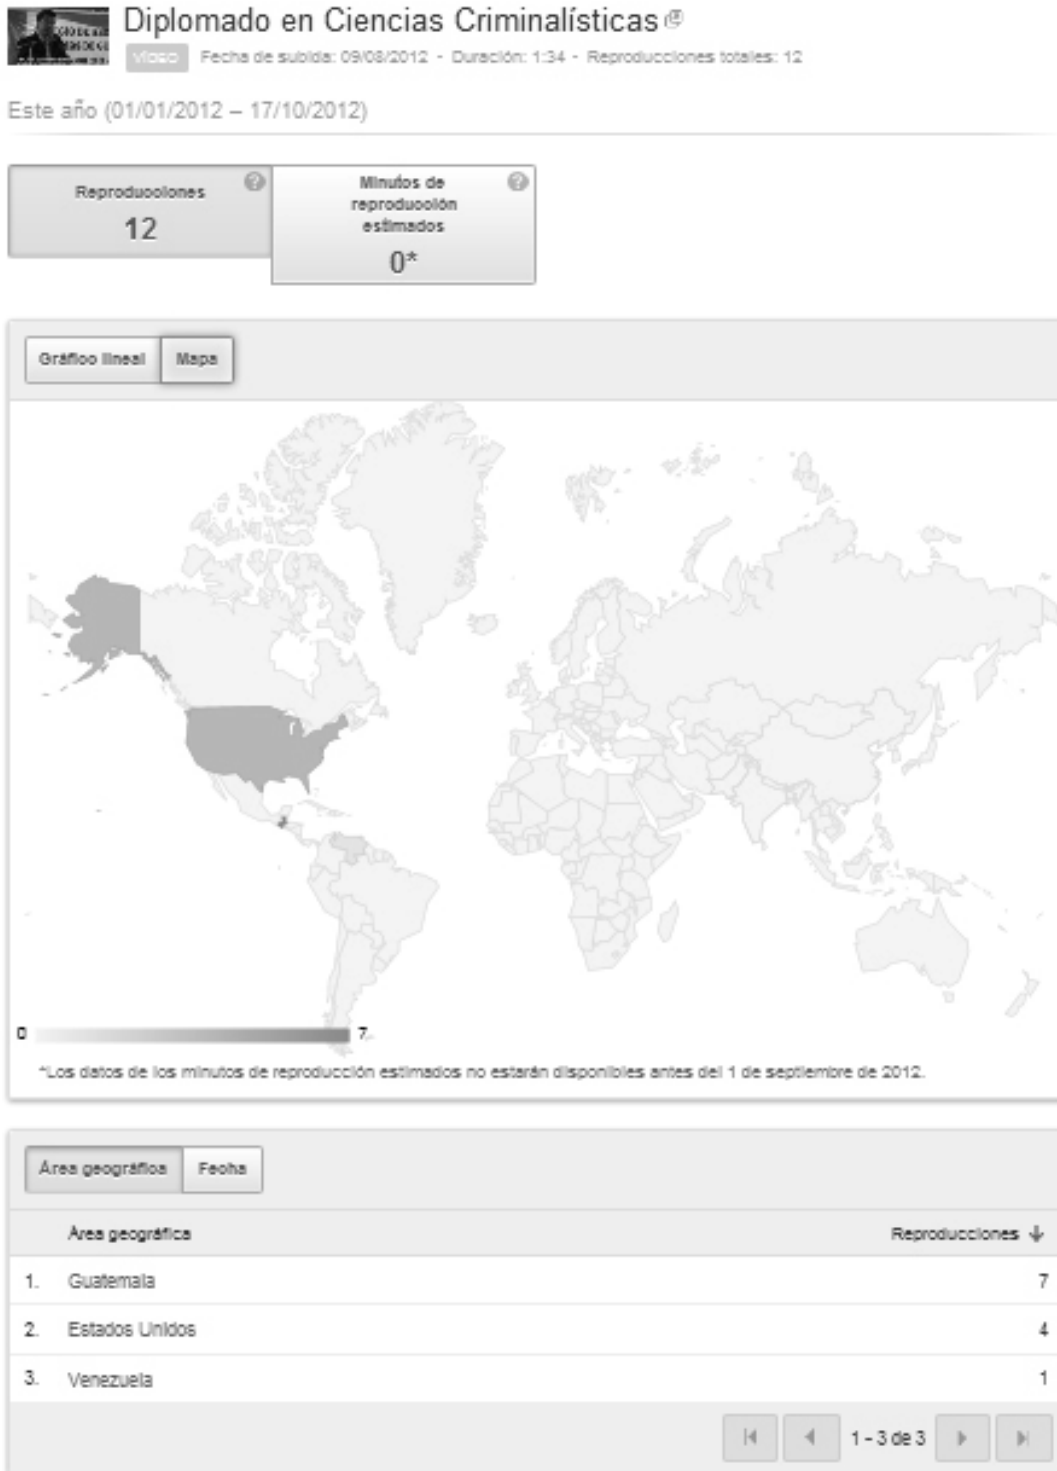 Diplomado en Ciencias Criminalísticas
VÍDEO Fecha de subida: 09/08/2012 - Duración: 1:34 - Reproducciones totales: 12
Este año (01/01/2012 – 17/10/2012)
Reproducciones
12
Minutos de
reproducción
estimados
0*
Gráfico lineal Mapa
0 7
*Los datos de los minutos de reproducción estimados no estarán disponibles antes del 1 de septiembre de 2012.
Área geográfica Fecha
Área geográfica Reproducciones
1. Guatemala 7
2. Estados Unidos 4
3. Venezuela 1
1 - 3 de 3